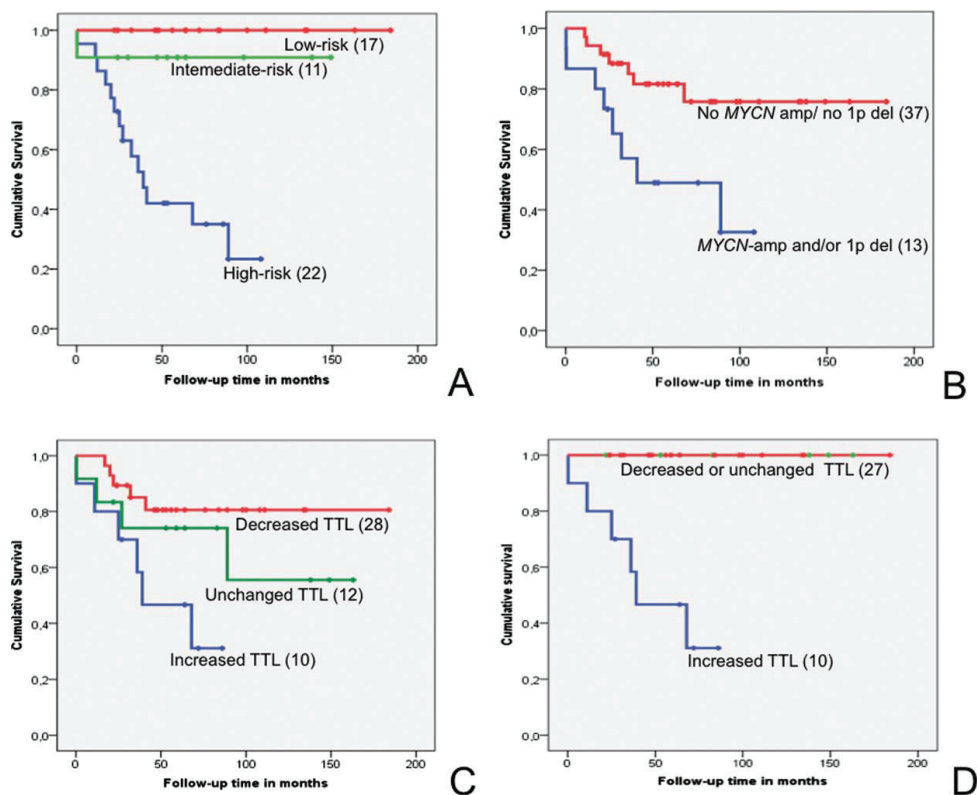 Cumulative Survival
1,0
0,8
0,6
0,4
0,2
0,0
Low-risk (17)
Intemediate-risk (11)
High-risk (22)
0 50 100 150 200
Follow-up time in months
A
Cumulative Survival
1,0
0,8
0,6
0,4
0,2
0,0
No MYCN amp/ no 1p del (37)
MYCN-amp and/or 1p del (13)
0 50 100 150 200
Follow-up time in months
B
Cumulative Survival
1,0
0,8
0,6
0,4
0,2
0,0
Decreased TTL (28)
Unchanged TTL (12)
Increased TTL (10)
0 50 100 150 200
Follow-up time in months
C
Cumulative Survival
1,0
0,8
0,6
0,4
0,2
0,0
Decreased or unchanged TTL (27)
Increased TTL (10)
0 50 100 150 200
Follow-up time in months
D